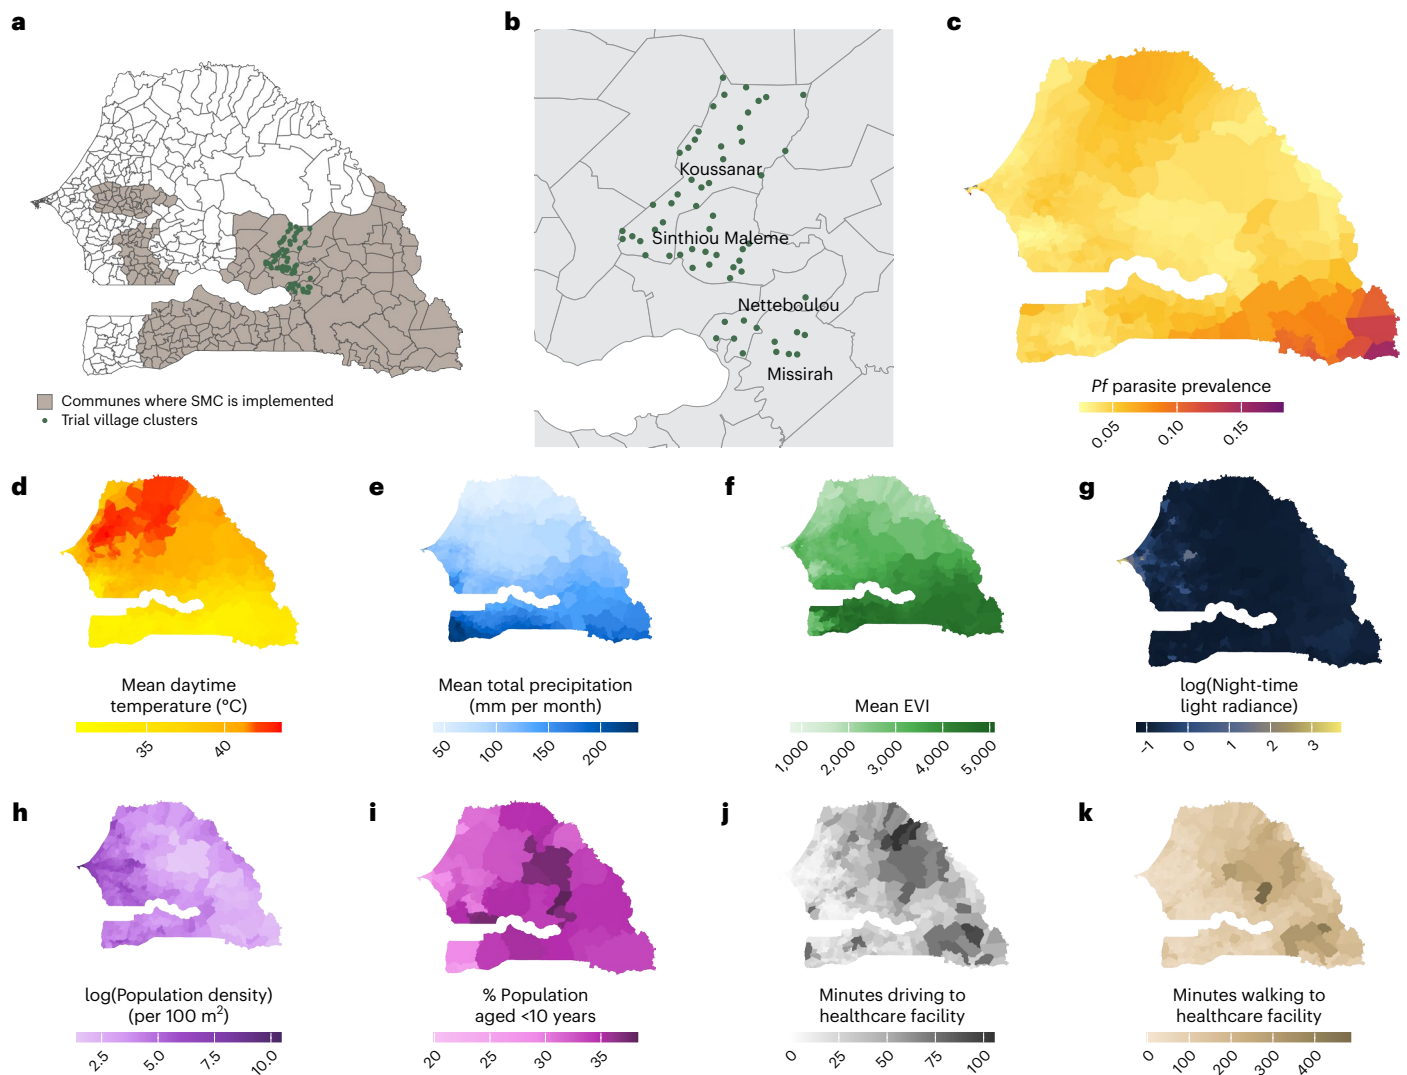 a
b
c
Koussanar
Sinthiou Maleme
Netteboulou
Missirah
Communes where SMC is implemented
Trial village clusters
Pf parasite prevalence
0.05
0.10
0.15
d
e
f
g
Mean daytime
temperature (°C)
35
40
Mean total precipitation
(mm per month)
50
100
150
200
Mean EVI
1,000
2,000
3,000
4,000
5,000
log(Night-time
light radiance)
–1
0
1
2
3
h
i
j
k
log(Population density)
(per 100 m²)
2.5
5.0
7.5
10.0
% Population
aged <10 years
20
25
30
35
Minutes driving to
healthcare facility
0
25
50
75
100
Minutes walking to
healthcare facility
0
100
200
300
400